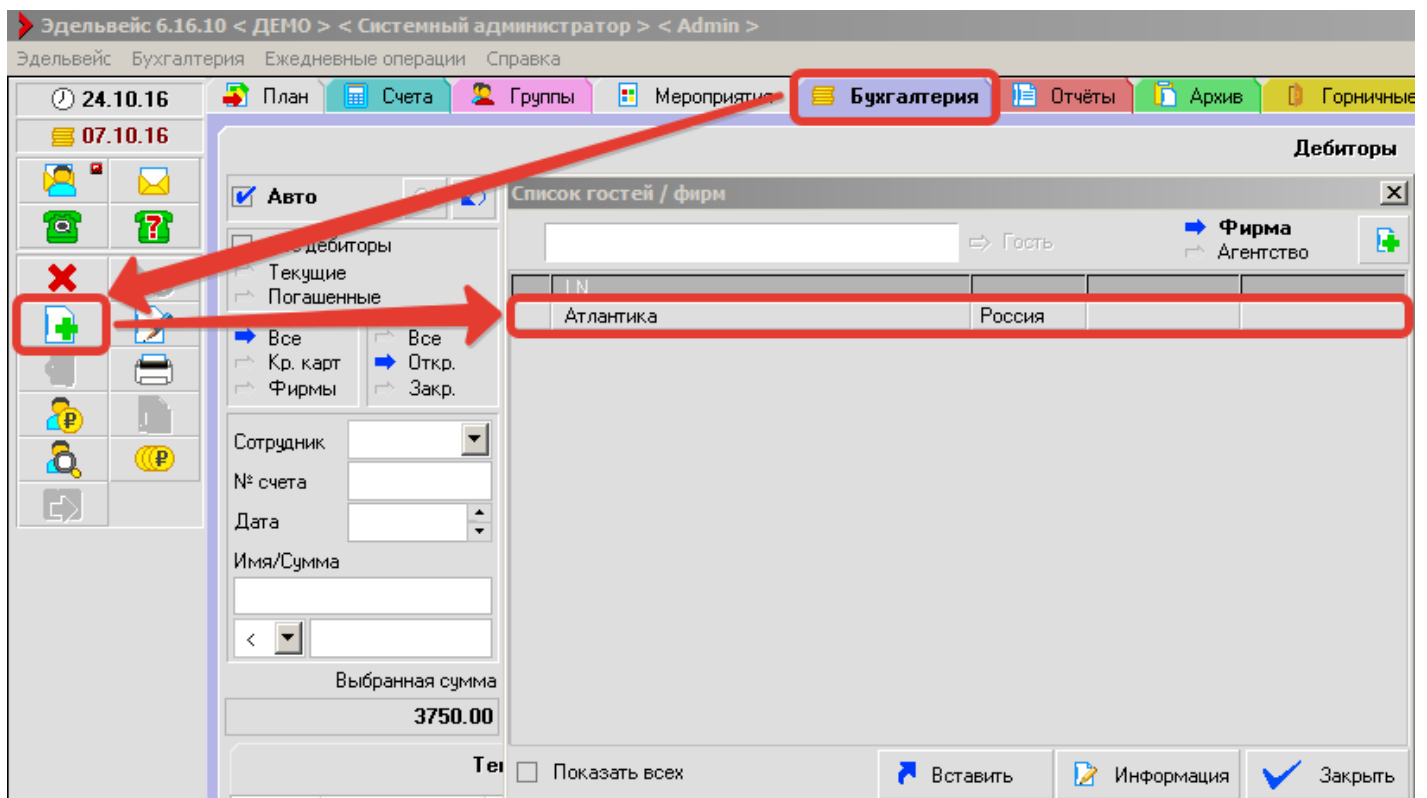 Эдельвейс 6.16.10 < ДЕМО > < Системный администратор > < Admin >
Эдельвейс Бухгалтерия Ежедневные операции Справка
24.10.16
План Счета Группы Мероприятия Бухгалтерия Отчёты Архив Горничные
07.10.16
Дебиторы
Авто
Список гостей / фирм
дебиторы
Гость
Фирма
Агентство
Текущие
Погашенные
LN
Атлантика Россия
Все Все
Кр. карт Откр.
Фирмы Закр.
Сотрудник
№ счета
Дата
Имя/Сумма
<
Выбранная сумма
3750.00
Показать всех Вставить Информация Закрыть